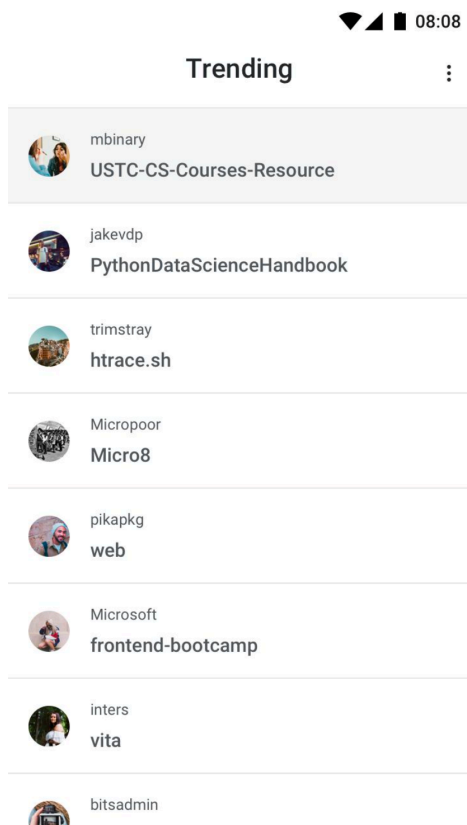 08:08
Trending
mbinary
USTC-CS-Courses-Resource
jakevdp
PythonDataScienceHandbook
trimstray
htrace.sh
Micropoor
Micro8
pikapkg
web
Microsoft
frontend-bootcamp
inters
vita
bitsadmin